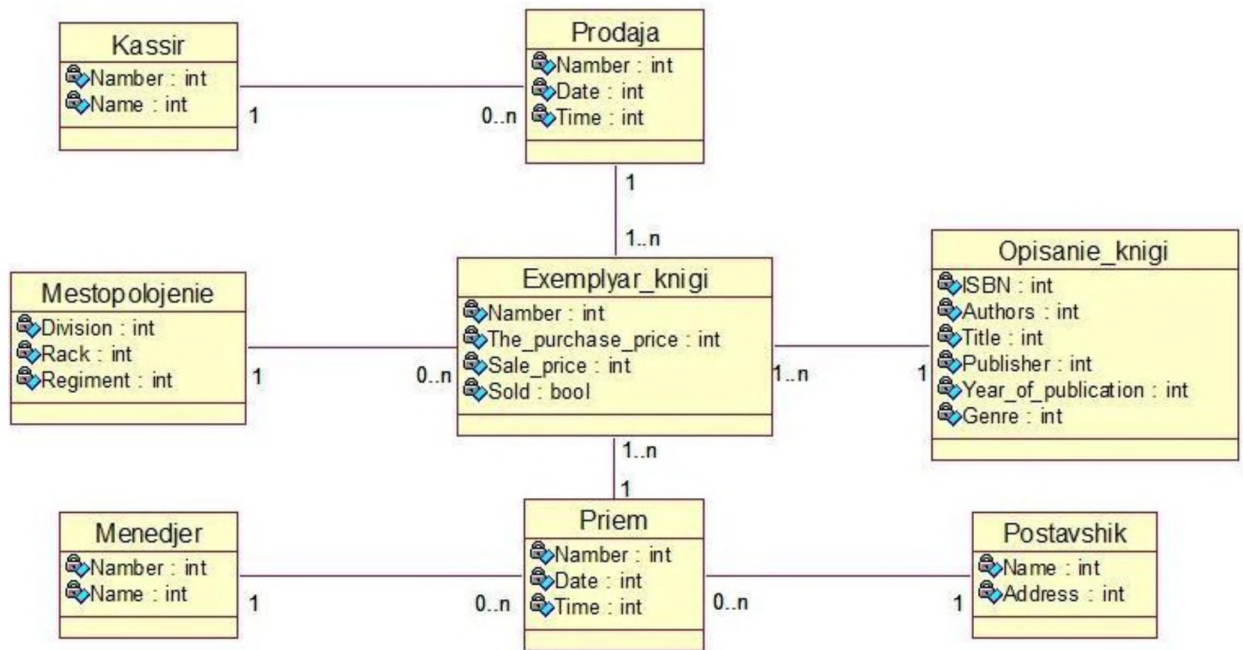 Kassir
Namber : int
Name : int
1
0..n
Prodaja
Namber : int
Date : int
Time : int
1
1..n
Mestopolojenie
Division : int
Rack : int
Regiment : int
1
0..n
Exemplyar_knigi
Namber : int
The_purchase_price : int
Sale_price : int
Sold : bool
1..n
1
Opisanie_knigi
ISBN : int
Authors : int
Title : int
Publisher : int
Year_of_publication : int
Genre : int
1..n
1
Menedjer
Namber : int
Name : int
1
0..n
Priem
Namber : int
Date : int
Time : int
0..n
1
Postavshik
Name : int
Address : int